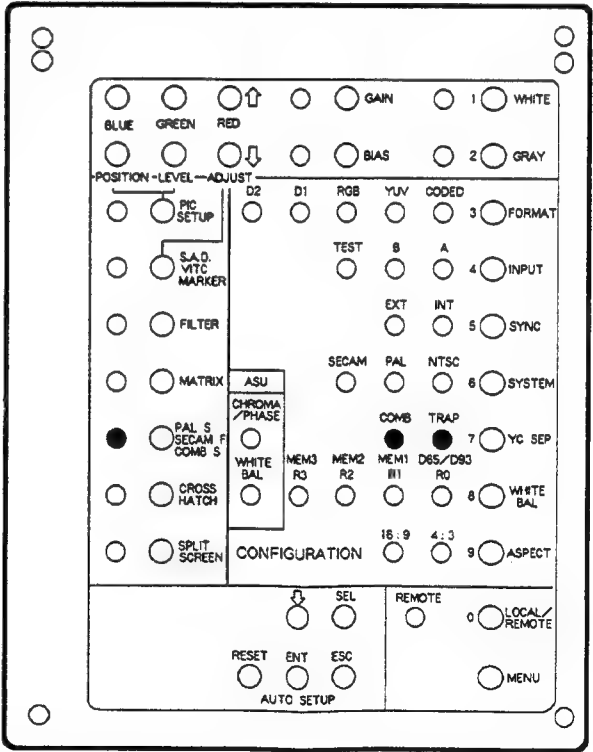 GAIN 1 WHITE
BLUE GREEN RED
BIAS 2 GRAY
POSITION LEVEL ADJUST
D2 D1 RGB YUV CODED
PIC
SETUP
3 FORMAT
TEST B A
S.A.D.
VITC
MARKER
4 INPUT
EXT INT
FILTER
5 SYNC
SECAM PAL NTSC
MATRIX
ASU
6 SYSTEM
CHROMA
/PHASE
COMB TRAP
PAL S
SECAM F
COMB S
7 YC SEP
WHITE
BAL
MEM3 MEM2 MEM1 D65/D93
R3 R2 R1 R0
CROSS
HATCH
8 WHITE
BAL
16:9 4:3
SPLIT
SCREEN
CONFIGURATION
9 ASPECT
SEL
REMOTE
0 LOCAL/
REMOTE
RESET ENT ESC
MENU
AUTO SETUP